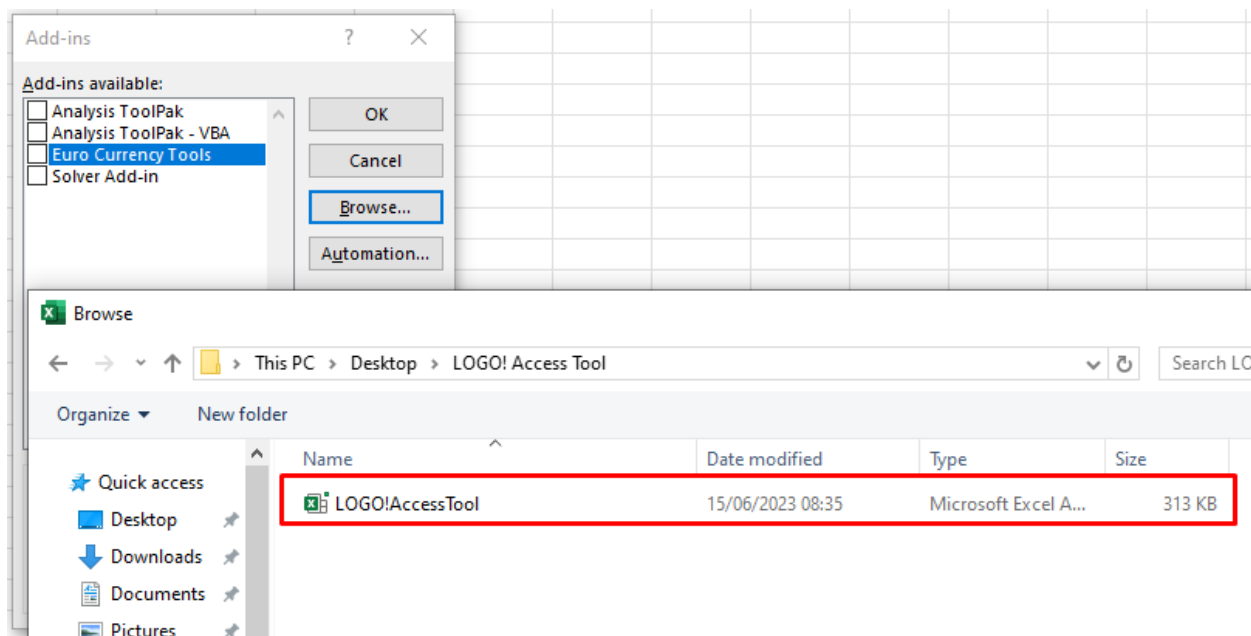 Add-ins ?
Add-ins available:
Analysis ToolPak
Analysis ToolPak - VBA
Euro Currency Tools
Solver Add-in
OK
Cancel
Browse...
Automation...
Browse
This PC > Desktop > LOGO! Access Tool
Search LO
Organize
New folder
Name Date modified Type Size
Quick access
Desktop
Downloads
Documents
Pictures
LOGO!AccessTool 15/06/2023 08:35 Microsoft Excel A... 313 KB